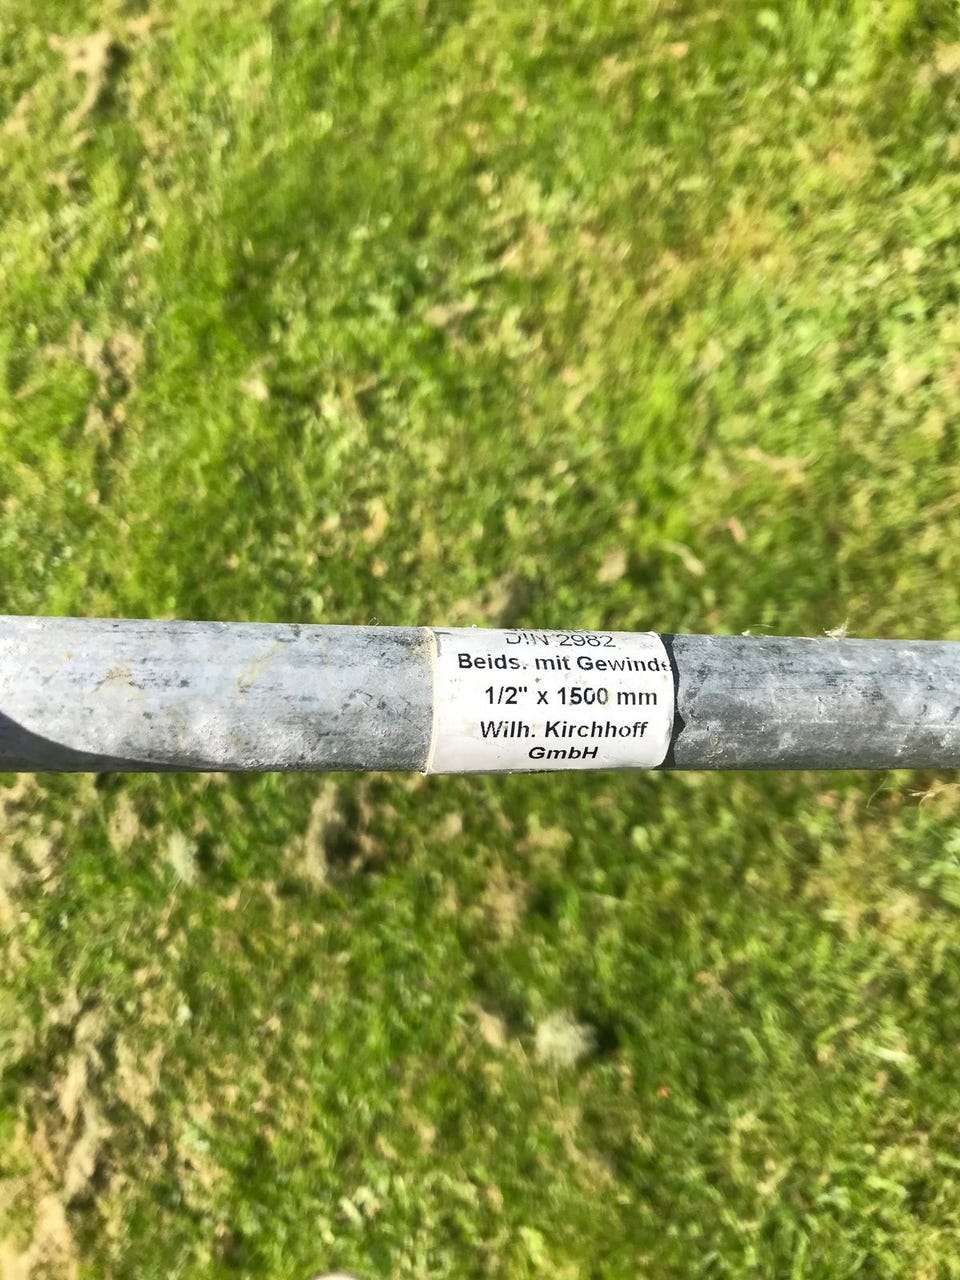 DIN 2982
Beids. mit Gewinde
1/2" x 1500 mm
Wilh. Kirchhoff
GmbH